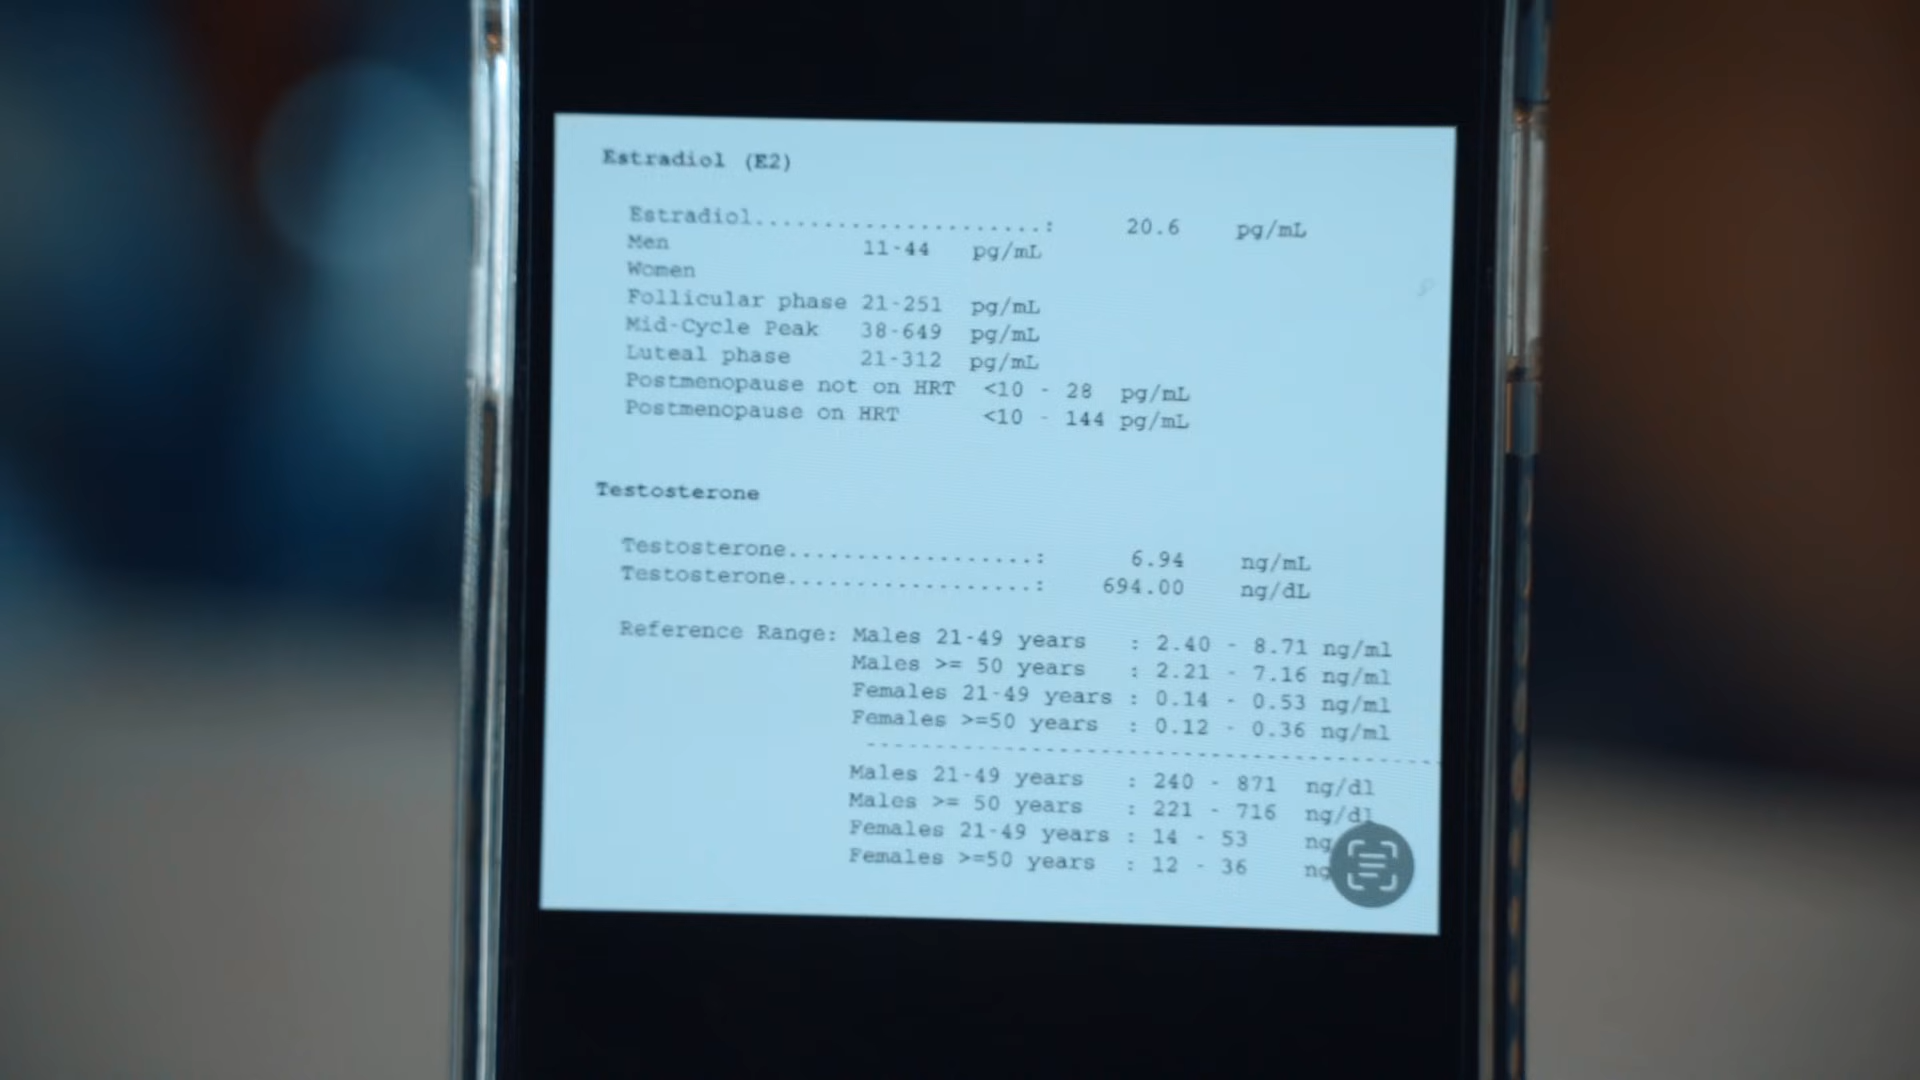 Estradiol (E2)
Estradiol.....................: 20.6 pg/mL
Men 11-44 pg/mL
Women
Follicular phase 21-251 pg/mL
Mid-Cycle Peak 38-649 pg/mL
Luteal phase 21-312 pg/mL
Postmenopause not on HRT <10 - 28 pg/mL
Postmenopause on HRT <10 - 144 pg/mL
Testosterone
Testosterone..................: 6.94 ng/mL
Testosterone..................: 694.00 ng/dL
Reference Range: Males 21-49 years : 2.40 - 8.71 ng/ml
Males >= 50 years : 2.21 - 7.16 ng/ml
Females 21-49 years : 0.14 - 0.53 ng/ml
Females >=50 years : 0.12 - 0.36 ng/ml
------------------------------------------
Males 21-49 years : 240 - 871 ng/dl
Males >= 50 years : 221 - 716 ng/dl
Females 21-49 years : 14 - 53 ng
Females >=50 years : 12 - 36 ng